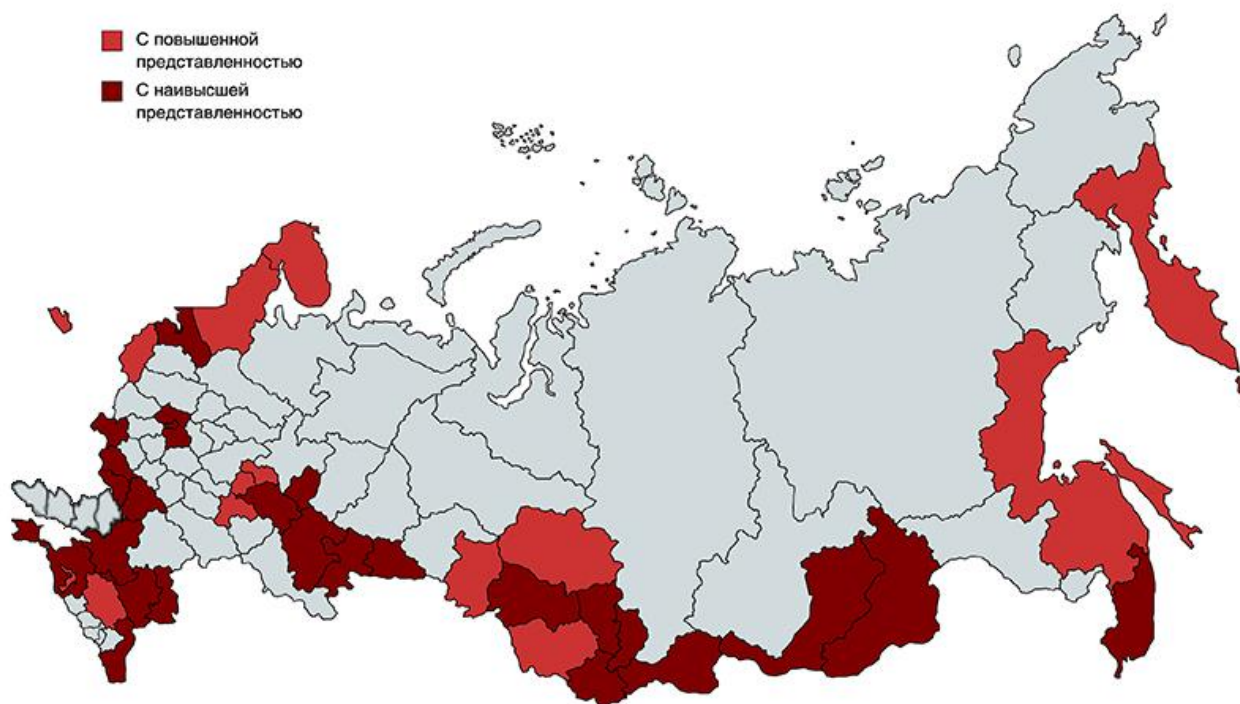 С повышенной
представленностью
С наивысшей
представленностью